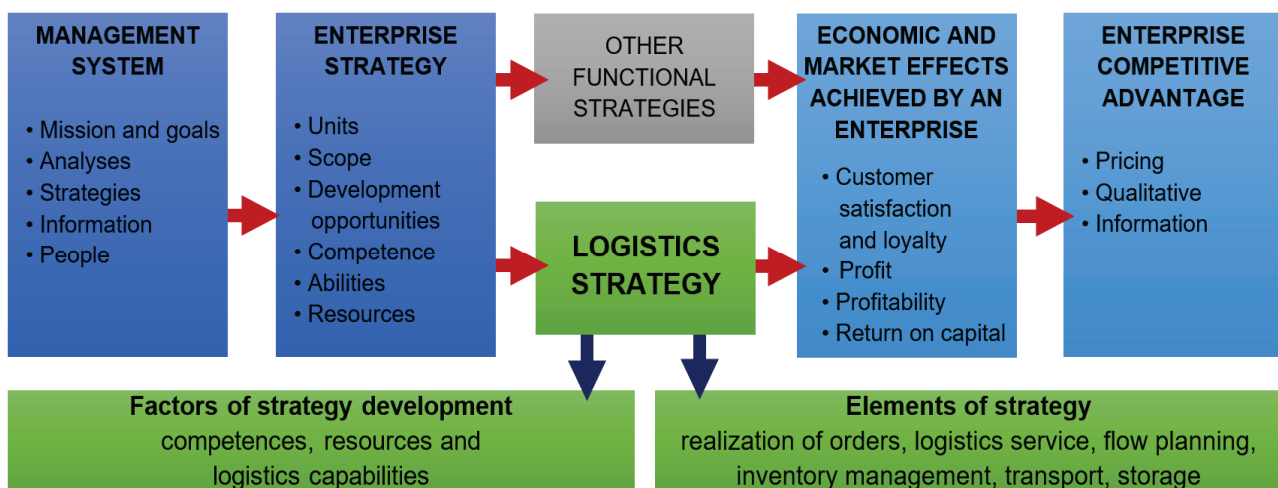 MANAGEMENT
SYSTEM
• Mission and goals
• Analyses
• Strategies
• Information
• People
ENTERPRISE
STRATEGY
• Units
• Scope
• Development
opportunities
• Competence
• Abilities
• Resources
OTHER
FUNCTIONAL
STRATEGIES
LOGISTICS
STRATEGY
ECONOMIC AND
MARKET EFFECTS
ACHIEVED BY AN
ENTERPRISE
• Customer
satisfaction
and loyalty
• Profit
• Profitability
• Return on capital
ENTERPRISE
COMPETITIVE
ADVANTAGE
• Pricing
• Qualitative
• Information
Factors of strategy development
competences, resources and
logistics capabilities
Elements of strategy
realization of orders, logistics service, flow planning,
inventory management, transport, storage